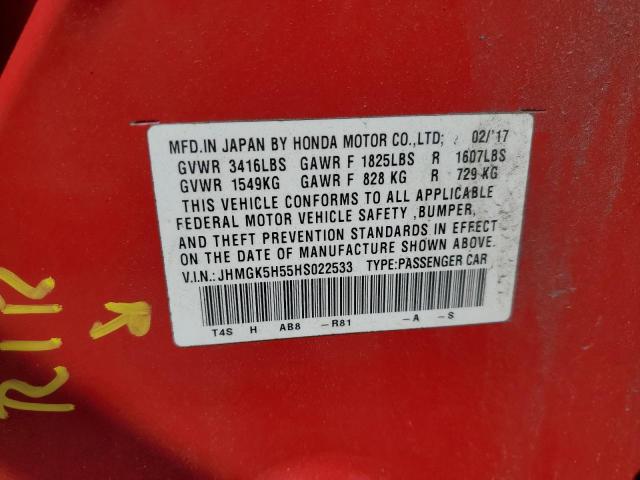 MFD.IN JAPAN BY HONDA MOTOR CO.,LTD; 02/'17
GVWR 3416LBS GAWR F 1825LBS R 1607LBS
GVWR 1549KG GAWR F 828 KG R 729 KG
THIS VEHICLE CONFORMS TO ALL APPLICABLE
FEDERAL MOTOR VEHICLE SAFETY ,BUMPER,
AND THEFT PREVENTION STANDARDS IN EFFECT
ON THE DATE OF MANUFACTURE SHOWN ABOVE.
V.I.N.:JHMGK5H55HS022533 TYPE:PASSENGER CAR
T4S H AB8 -R81 -A -S